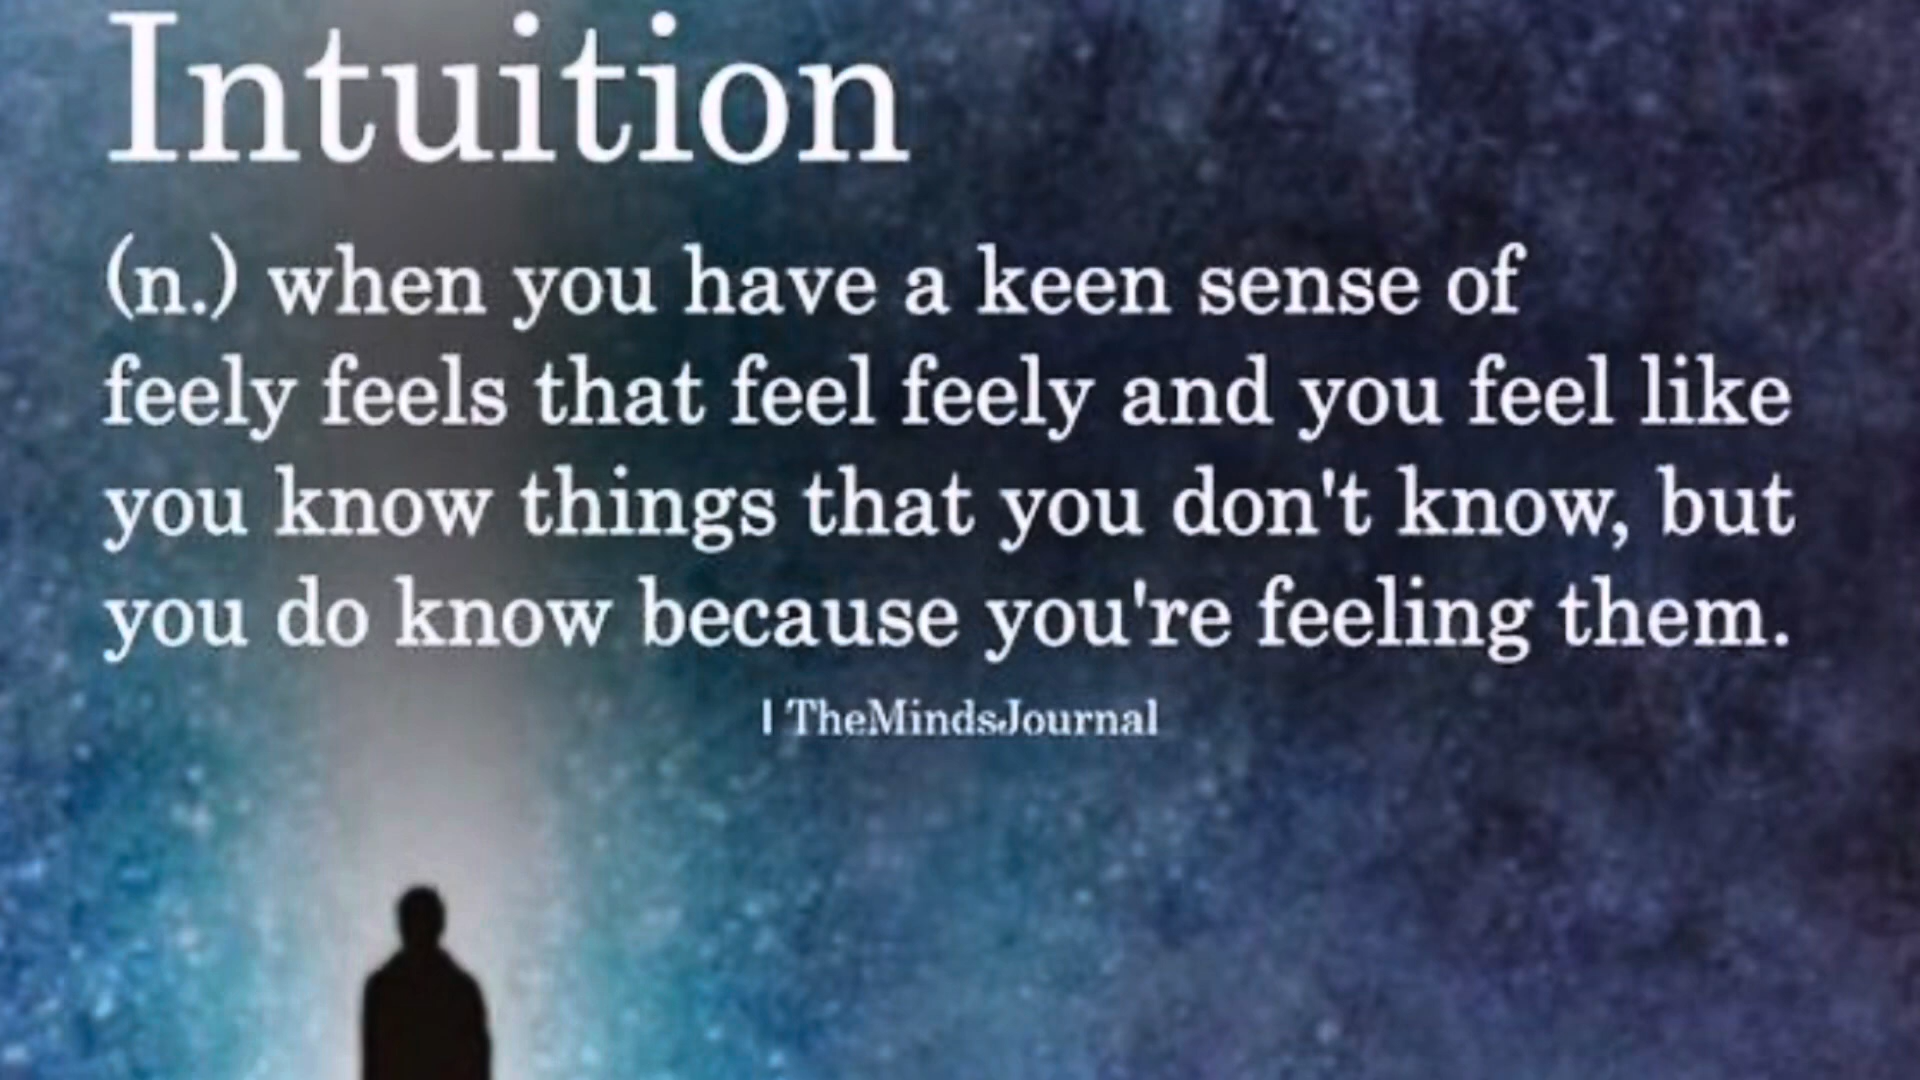 Intuition
(n.) when you have a keen sense of
feely feels that feel feely and you feel like
you know things that you don't know, but
you do know because you're feeling them.
| TheMindsJournal